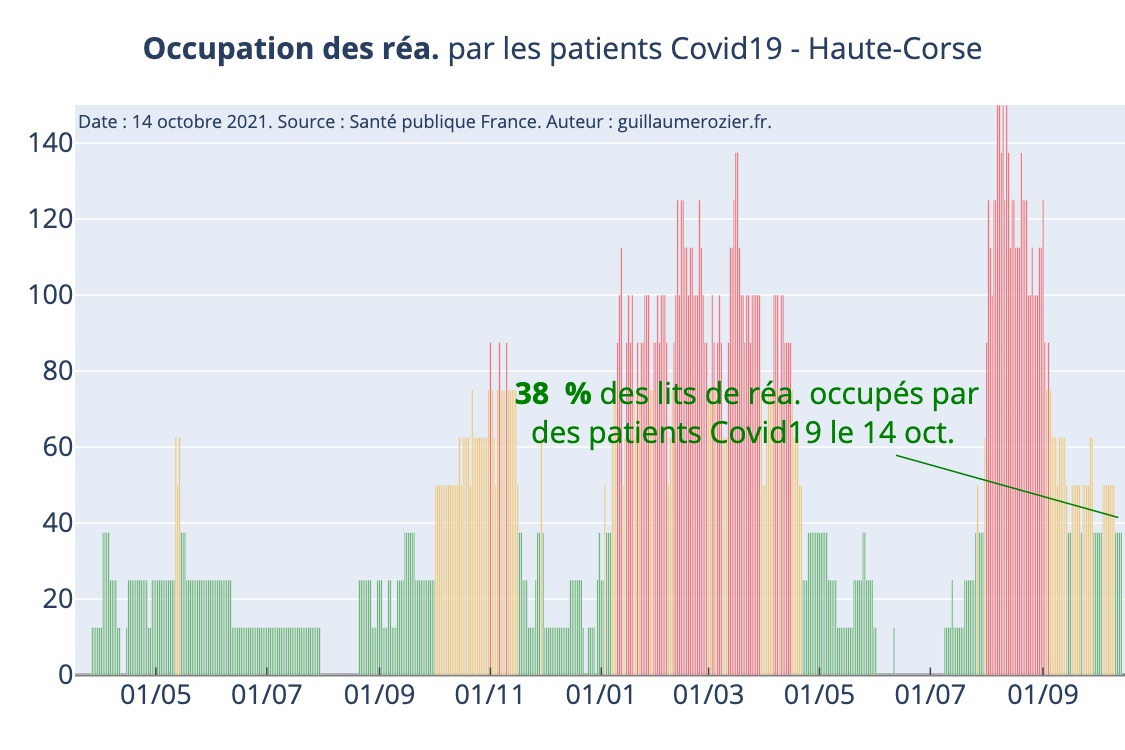 Occupation des réa. par les patients Covid19 - Haute-Corse
Date : 14 octobre 2021. Source : Santé publique France. Auteur : guillaumerozier.fr.
140
120
100
80
60
40
20
0
38 % des lits de réa. occupés par
des patients Covid19 le 14 oct.
01/05 01/07 01/09 01/11 01/01 01/03 01/05 01/07 01/09